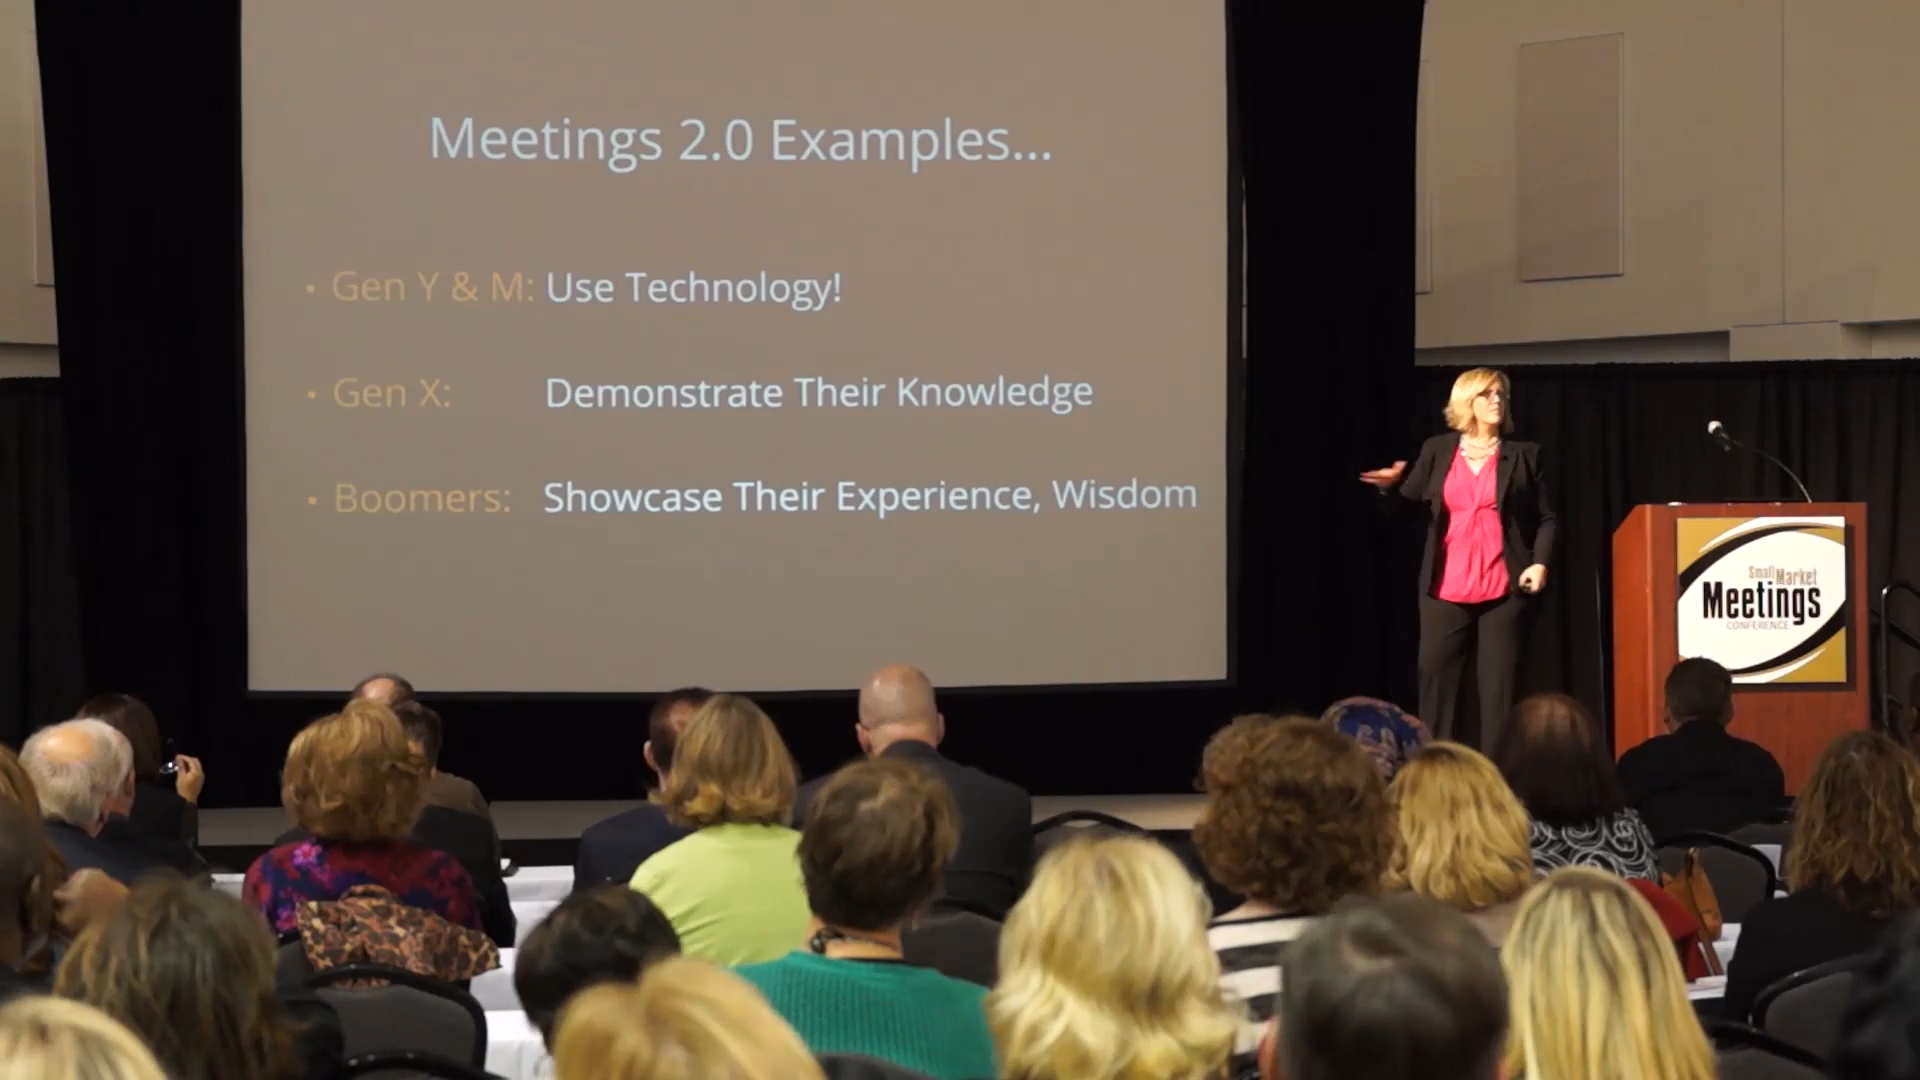 Meetings 2.0 Examples...
• Gen Y & M: Use Technology!
• Gen X: Demonstrate Their Knowledge
• Boomers: Showcase Their Experience, Wisdom
Small Market
Meetings
CONFERENCE